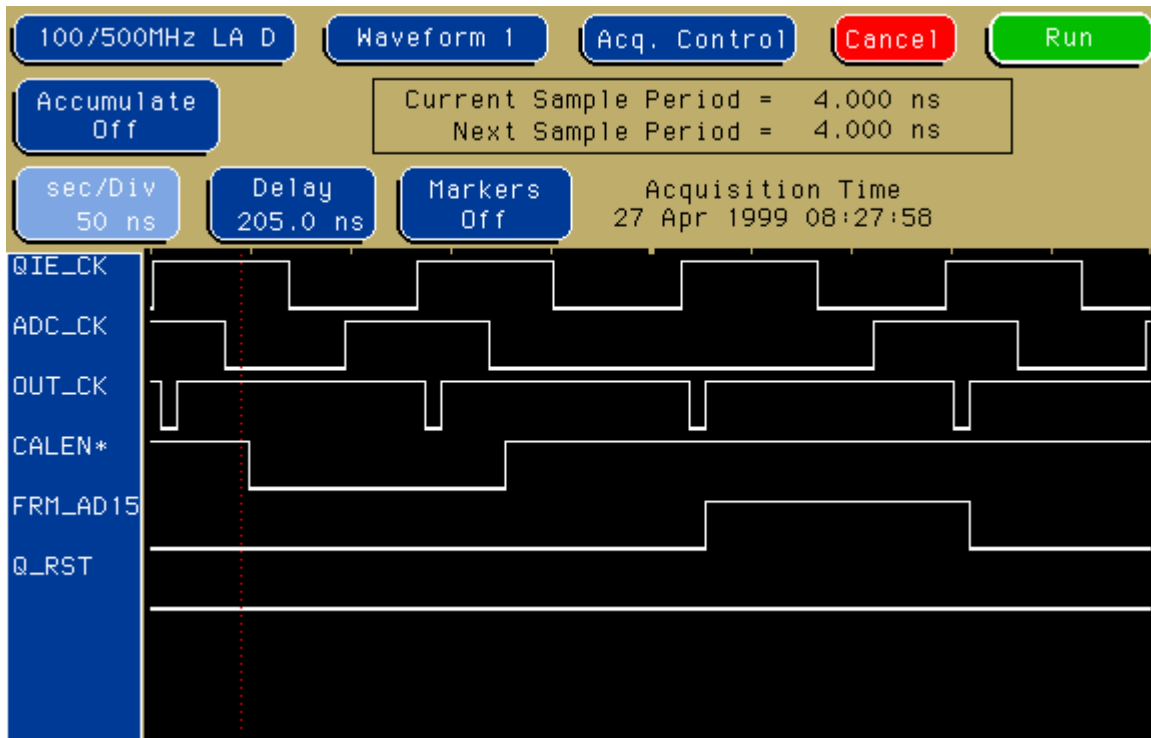 100/500MHz LA D
Waveform 1
Acq. Control
Cancel
Run
Accumulate
Off
Current Sample Period = 4.000 ns
Next Sample Period = 4.000 ns
sec/Div
50 ns
Delay
205.0 ns
Markers
Off
Acquisition Time
27 Apr 1999 08:27:58
QIE_CK
ADC_CK
OUT_CK
CALEN*
FRM_AD15
Q_RST